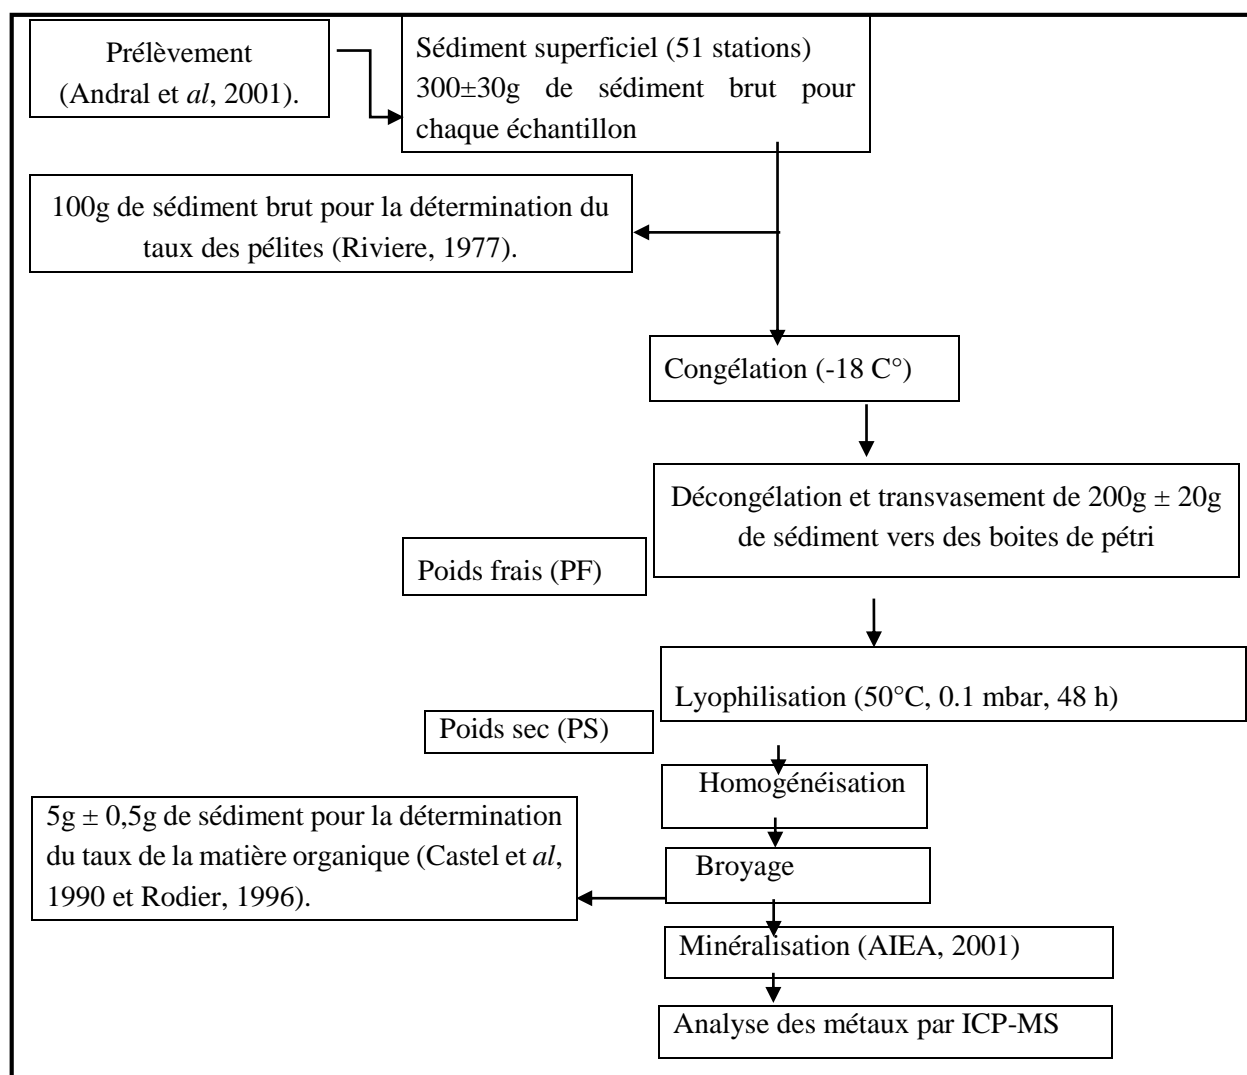 Prélèvement
(Andral et al, 2001).
Sédiment superficiel (51 stations)
300±30g de sédiment brut pour
chaque échantillon
100g de sédiment brut pour la détermination du
taux des pélites (Riviere, 1977).
Congélation (-18 C°)
Décongélation et transvasement de 200g ± 20g
de sédiment vers des boites de pétri
Poids frais (PF)
Lyophilisation (50°C, 0.1 mbar, 48 h)
Poids sec (PS)
Homogénéisation
5g ± 0,5g de sédiment pour la détermination
du taux de la matière organique (Castel et al,
1990 et Rodier, 1996).
Broyage
Minéralisation (AIEA, 2001)
Analyse des métaux par ICP-MS